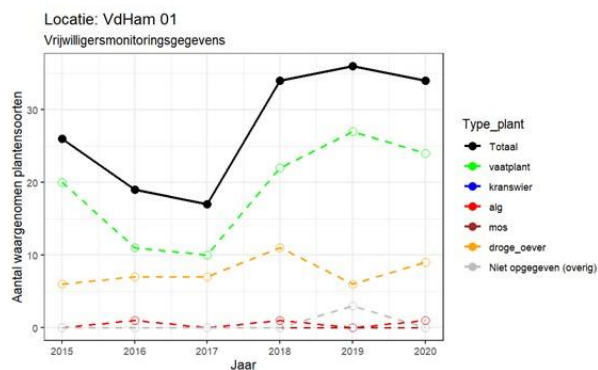 Locatie: VdHam 01
Vrijwilligersmonitoringsgegevens
Aantal waargenomen plantensoorten
30
20
10
0
2015 2016 2017 2018 2019 2020
Jaar
Type_plant
Totaal
vaatplant
kranswier
alg
mos
droge_oever
Niet opgegeven (overig)